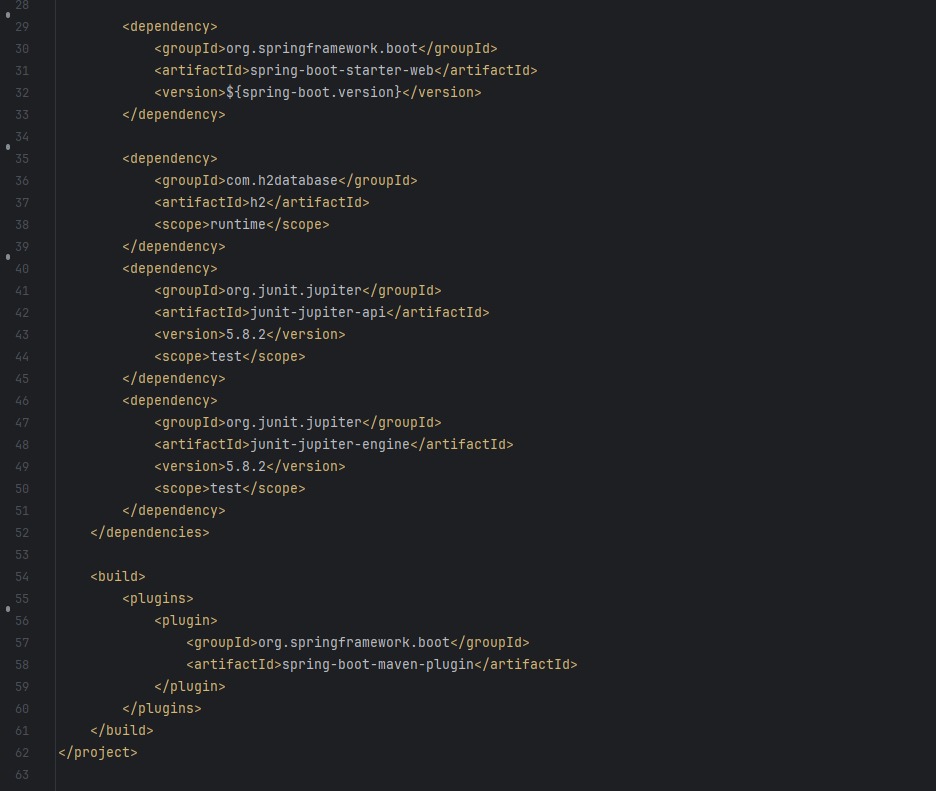 28
29 <dependency>
30 <groupId>org.springframework.boot</groupId>
31 <artifactId>spring-boot-starter-web</artifactId>
32 <version>${spring-boot.version}</version>
33 </dependency>
34
35 <dependency>
36 <groupId>com.h2database</groupId>
37 <artifactId>h2</artifactId>
38 <scope>runtime</scope>
39 </dependency>
40 <dependency>
41 <groupId>org.junit.jupiter</groupId>
42 <artifactId>junit-jupiter-api</artifactId>
43 <version>5.8.2</version>
44 <scope>test</scope>
45 </dependency>
46 <dependency>
47 <groupId>org.junit.jupiter</groupId>
48 <artifactId>junit-jupiter-engine</artifactId>
49 <version>5.8.2</version>
50 <scope>test</scope>
51 </dependency>
52 </dependencies>
53
54 <build>
55 <plugins>
56 <plugin>
57 <groupId>org.springframework.boot</groupId>
58 <artifactId>spring-boot-maven-plugin</artifactId>
59 </plugin>
60 </plugins>
61 </build>
62 </project>
63